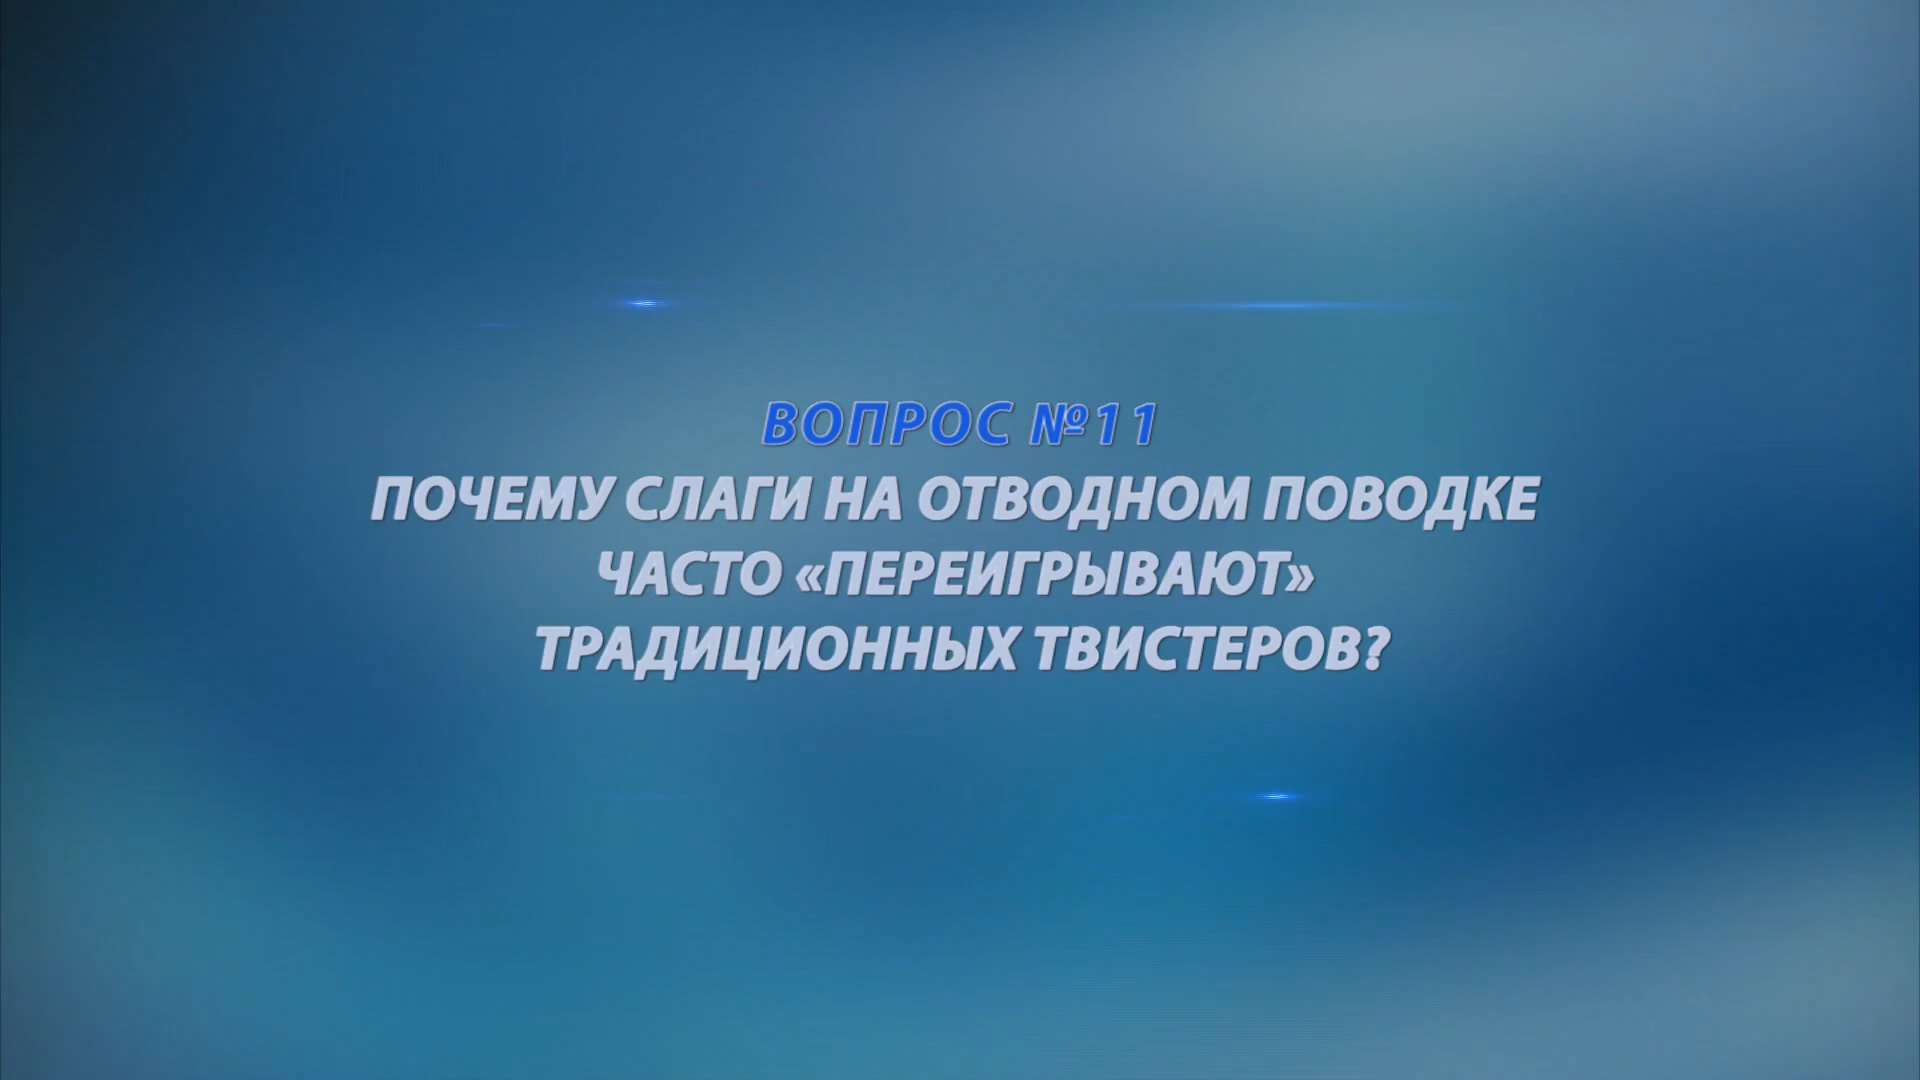 ВОПРОС №11
ПОЧЕМУ СЛАГИ НА ОТВОДНОМ ПОВОДКЕ
ЧАСТО «ПЕРЕИГРЫВАЮТ»
ТРАДИЦИОННЫХ ТВИСТЕРОВ?